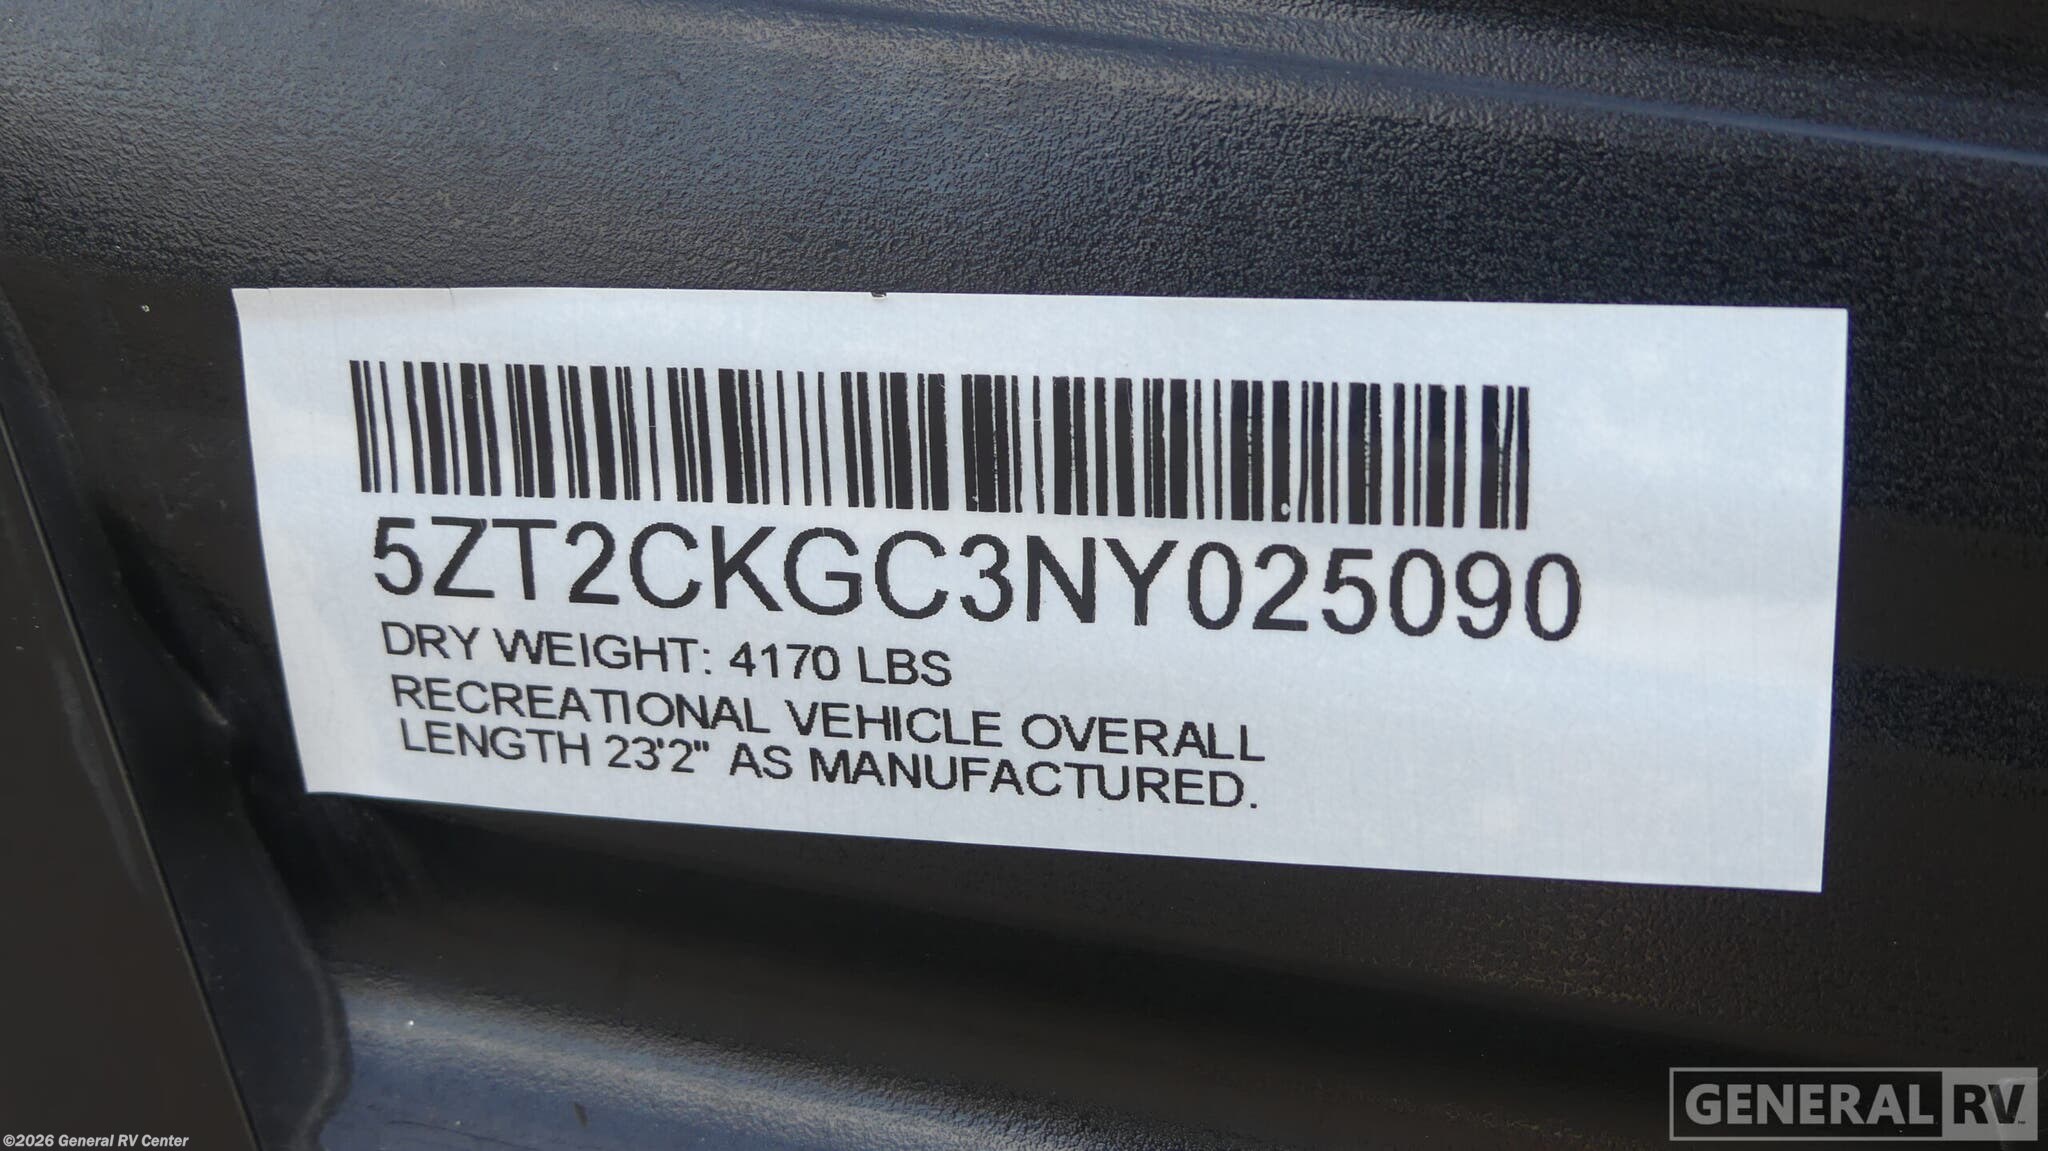 5ZT2CKGC3NY025090
DRY WEIGHT: 4170 LBS
RECREATIONAL VEHICLE OVERALL
LENGTH 23'2" AS MANUFACTURED.
GENERAL RV
©2026 General RV Center